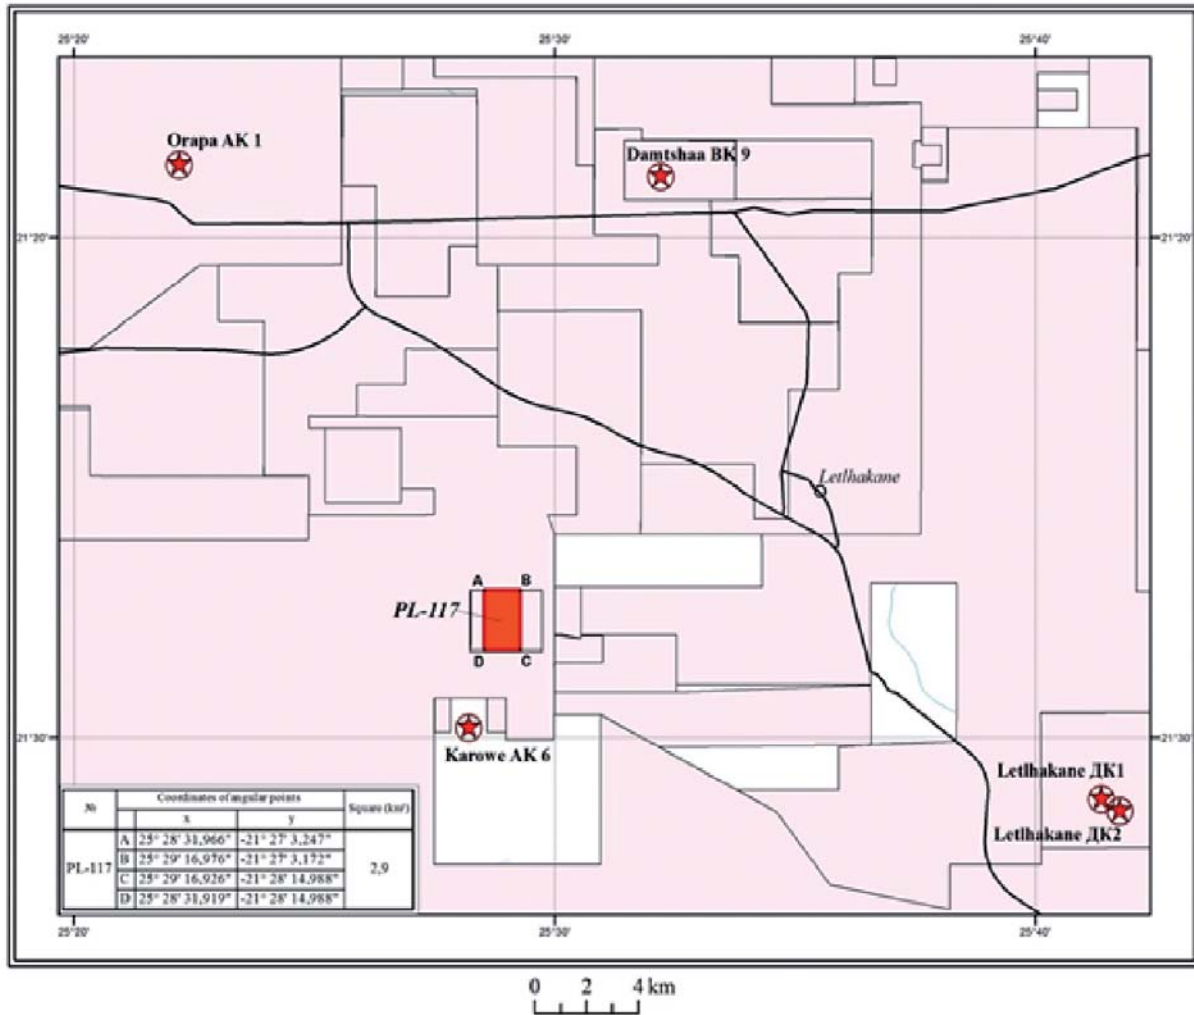 25°20' 25°30' 25°40'
Orapa AK 1
Damtshaa BK 9
21°20' 21°20'
Letlhakane
A B
PL-117
D C
21°30' 21°30'
Karowe AK 6
Letlhakane ДК1
Letlhakane ДК2
№ Coordinates of angular points Square (km²)
x y
PL-117 A 25° 28' 31,966" -21° 27' 3,247" 2,9
B 25° 29' 16,976" -21° 27' 3,172"
C 25° 29' 16,926" -21° 28' 14,988"
D 25° 28' 31,919" -21° 28' 14,988"
25°20' 25°30' 25°40'
0 2 4 km